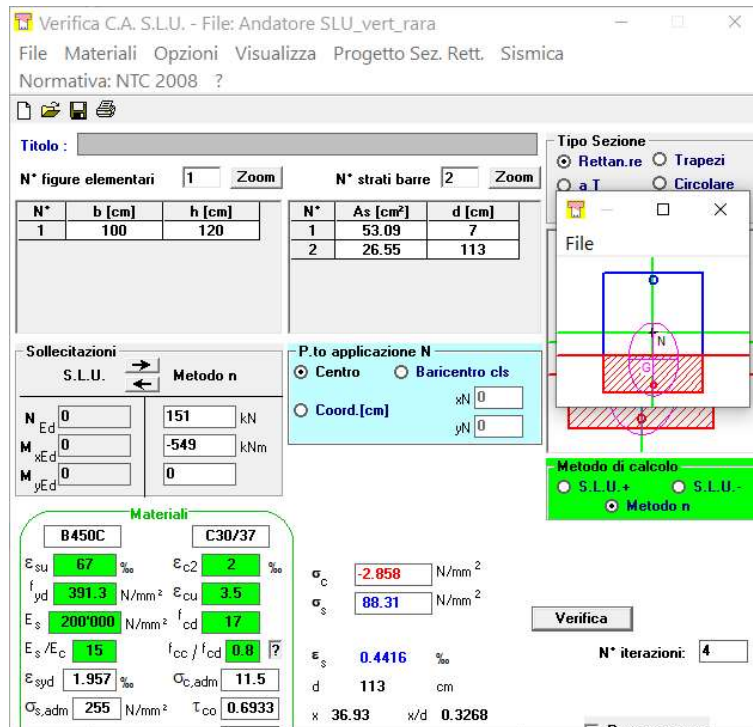 Verifica C.A. S.L.U. - File: Andatore SLU_vert_rara
File Materiali Opzioni Visualizza Progetto Sez. Rett. Sismica
Normativa: NTC 2008 ?
Titolo :
Tipo Sezione
Rettan.re Trapezi
a T Circolare
N° figure elementari 1 Zoom
N° strati barre 2 Zoom
N° b [cm] h [cm]
1 100 120
N° As [cm²] d [cm]
1 53.09 7
2 26.55 113
File
N
G
Sollecitazioni
S.L.U. Metodo n
N Ed 0 151 kN
M xEd 0 -549 kNm
M yEd 0 0
P.to applicazione N
Centro Baricentro cls
Coord.[cm] xN 0
yN 0
Metodo di calcolo
S.L.U.+ S.L.U.-
Metodo n
Materiali
B450C C30/37
εsu 67 ‰ εc2 2 ‰
fyd 391.3 N/mm² εcu 3.5
Es 200'000 N/mm² fcd 17
Es/Ec 15 fcc / fcd 0.8 ?
εsyd 1.957 ‰ σc,adm 11.5
σs,adm 255 N/mm² τco 0.6933
σc -2.858 N/mm²
σs 88.31 N/mm²
εs 0.4416 ‰
d 113 cm
x 36.93 x/d 0.3268
Verifica
N° iterazioni: 4